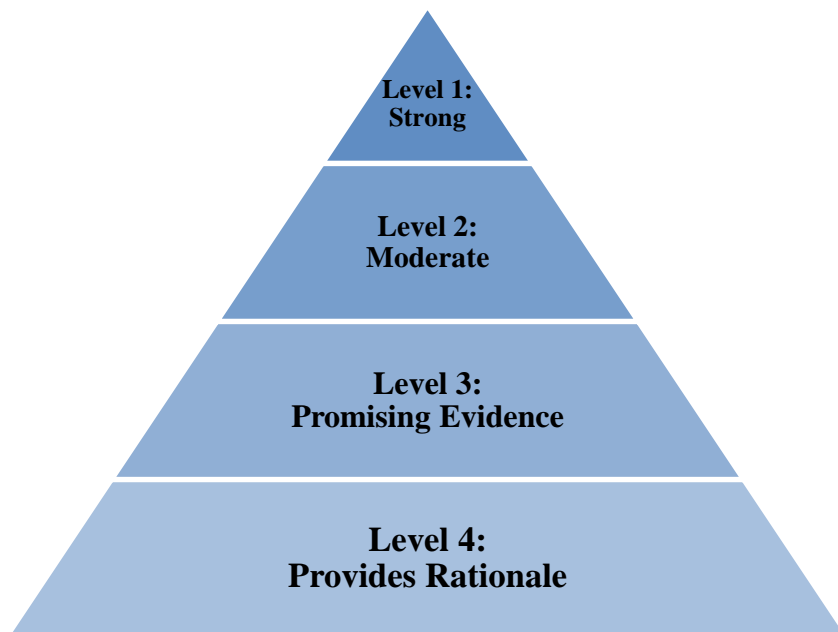 Level 1:
Strong
Level 2:
Moderate
Level 3:
Promising Evidence
Level 4:
Provides Rationale